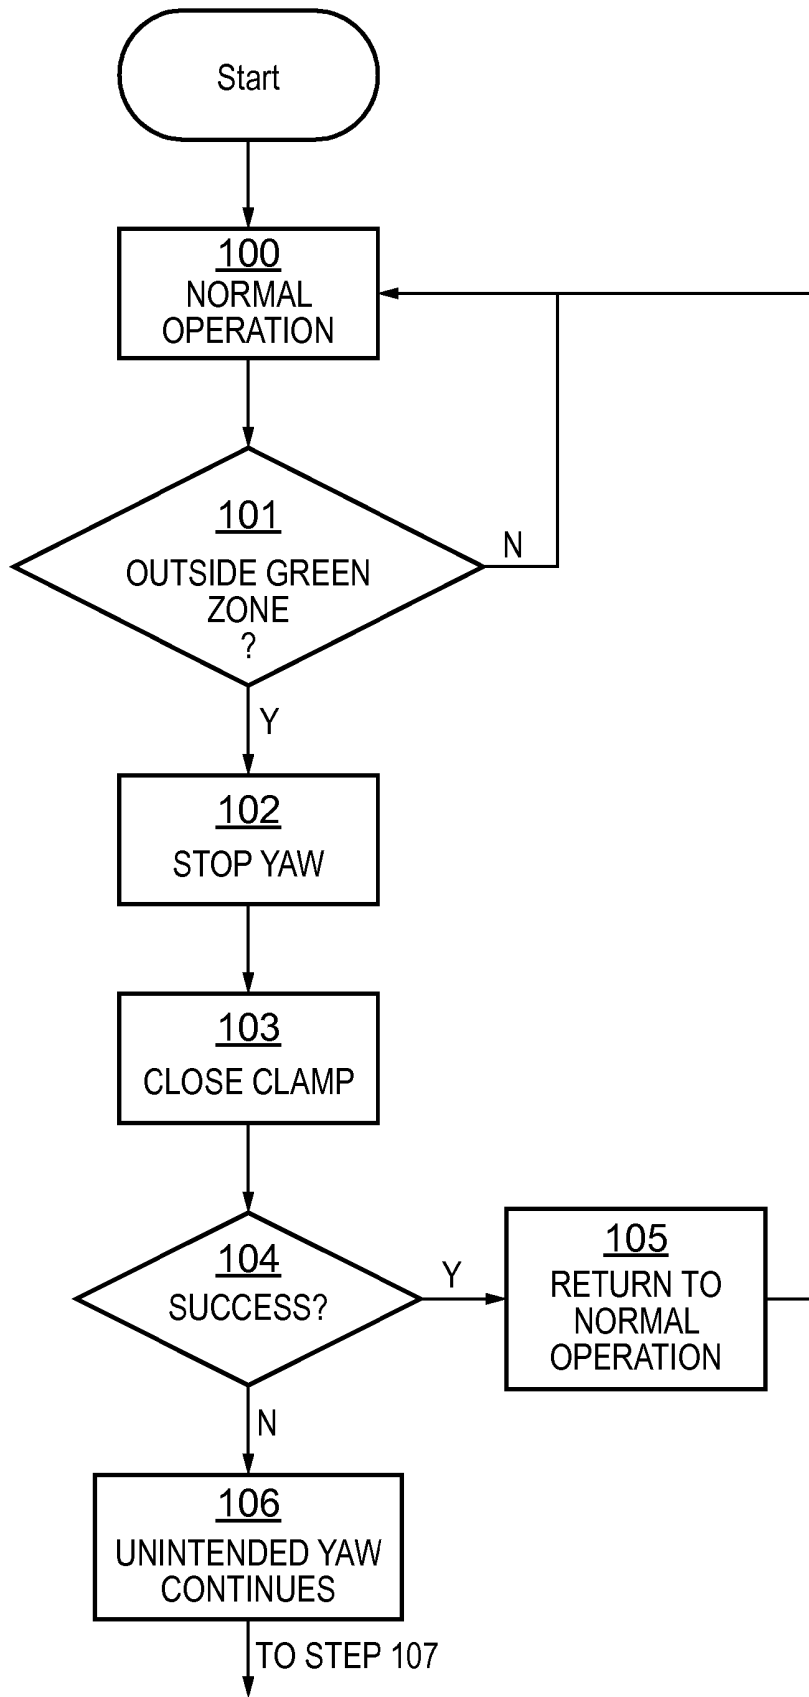 Start
100
NORMAL
OPERATION
101
OUTSIDE GREEN
ZONE
?
N
Y
102
STOP YAW
103
CLOSE CLAMP
104
SUCCESS?
Y
105
RETURN TO
NORMAL
OPERATION
N
106
UNINTENDED YAW
CONTINUES
TO STEP 107